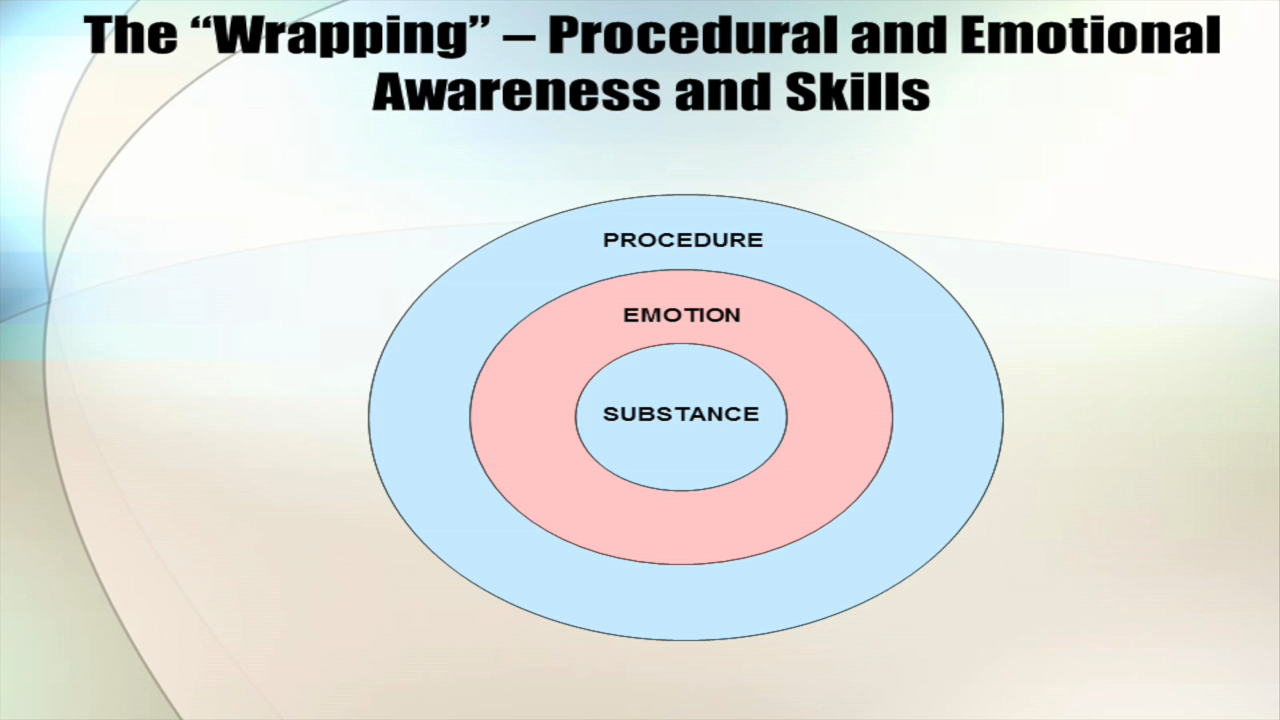 The “Wrapping” – Procedural and Emotional
Awareness and Skills
PROCEDURE
EMOTION
SUBSTANCE